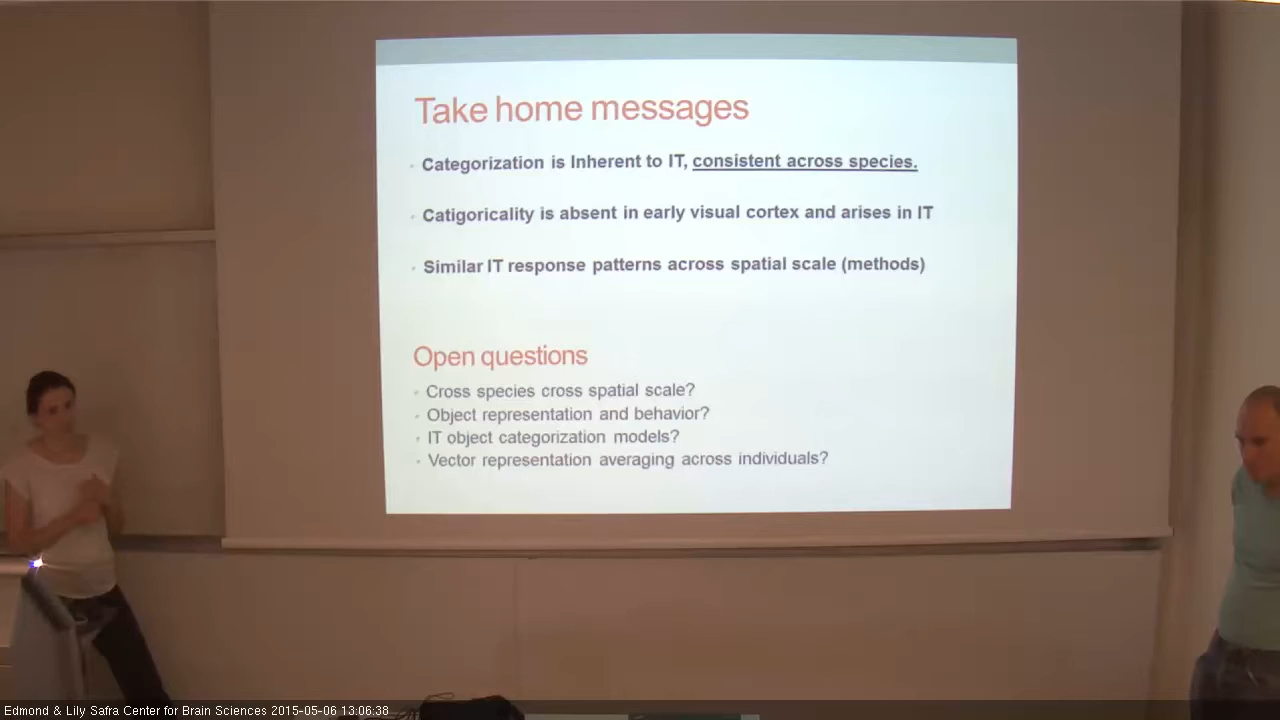 Take home messages
Categorization is Inherent to IT, consistent across species.
Catigoricality is absent in early visual cortex and arises in IT
Similar IT response patterns across spatial scale (methods)
Open questions
Cross species cross spatial scale?
Object representation and behavior?
IT object categorization models?
Vector representation averaging across individuals?
Edmond & Lily Safra Center for Brain Sciences 2015-05-06 13:06:38